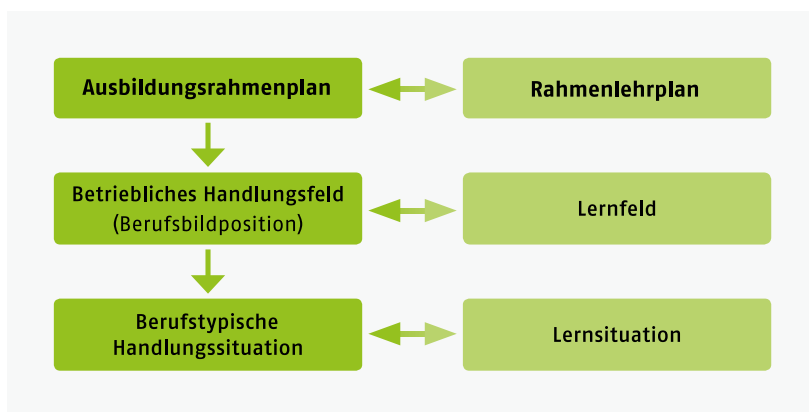 Ausbildungsrahmenplan
Rahmenlehrplan
Betriebliches Handlungsfeld
(Berufsbildposition)
Lernfeld
Berufstypische
Handlungssituation
Lernsituation